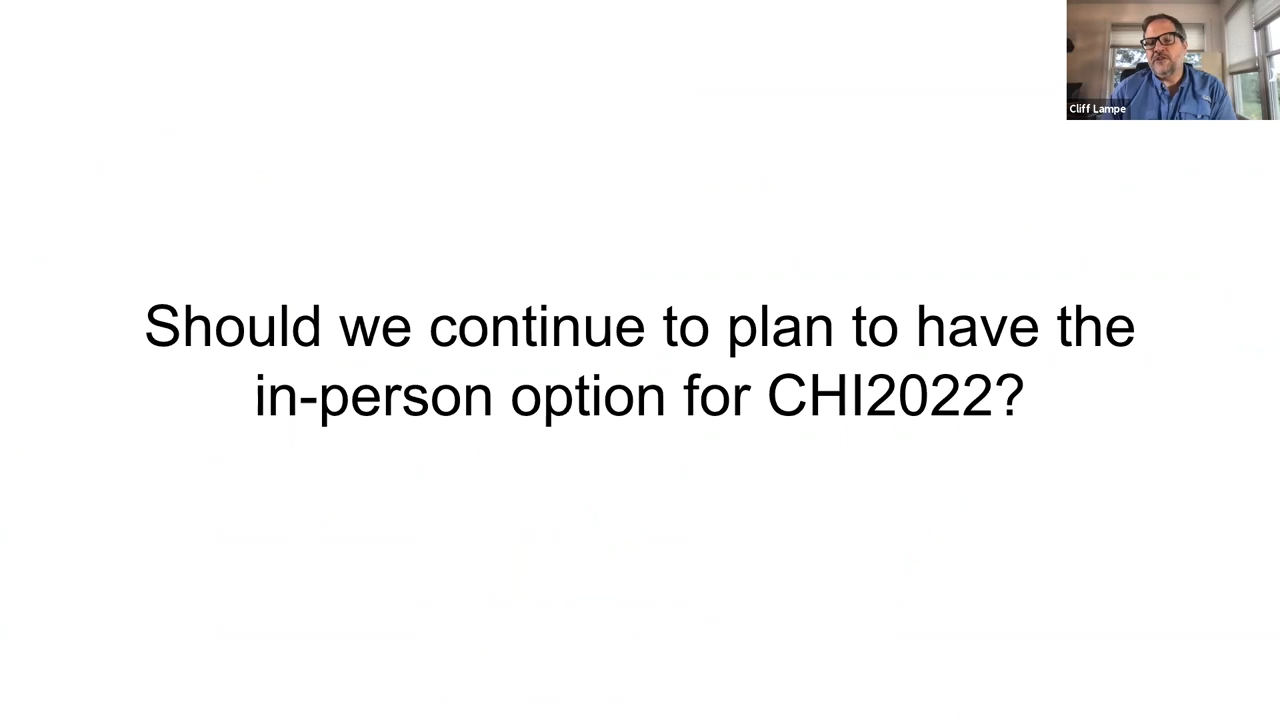 Cliff Lampe
Should we continue to plan to have the
in-person option for CHI2022?